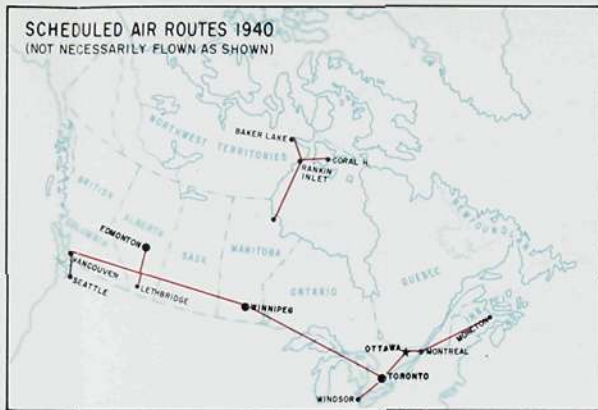 SCHEDULED AIR ROUTES 1940
(NOT NECESSARILY FLOWN AS SHOWN)
BAKER LAKE
NORTHWEST TERRITORIES
CORAL H.
RANKIN
INLET
BRITISH
COLUMBIA
ALBERTA
EDMONTON
SASK
MANITOBA
ONTARIO
QUEBEC
NEWFOUNDLAND
VANCOUVER
SEATTLE
LETHBRIDGE
WINNIPEG
MONCTON
OTTAWA
MONTREAL
TORONTO
WINDSOR